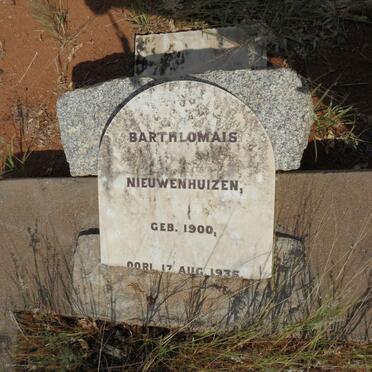 BARTHLOMAIS
NIEUWENHUIZEN,
GEB. 1900,
OORL. 17 AUG. 1935